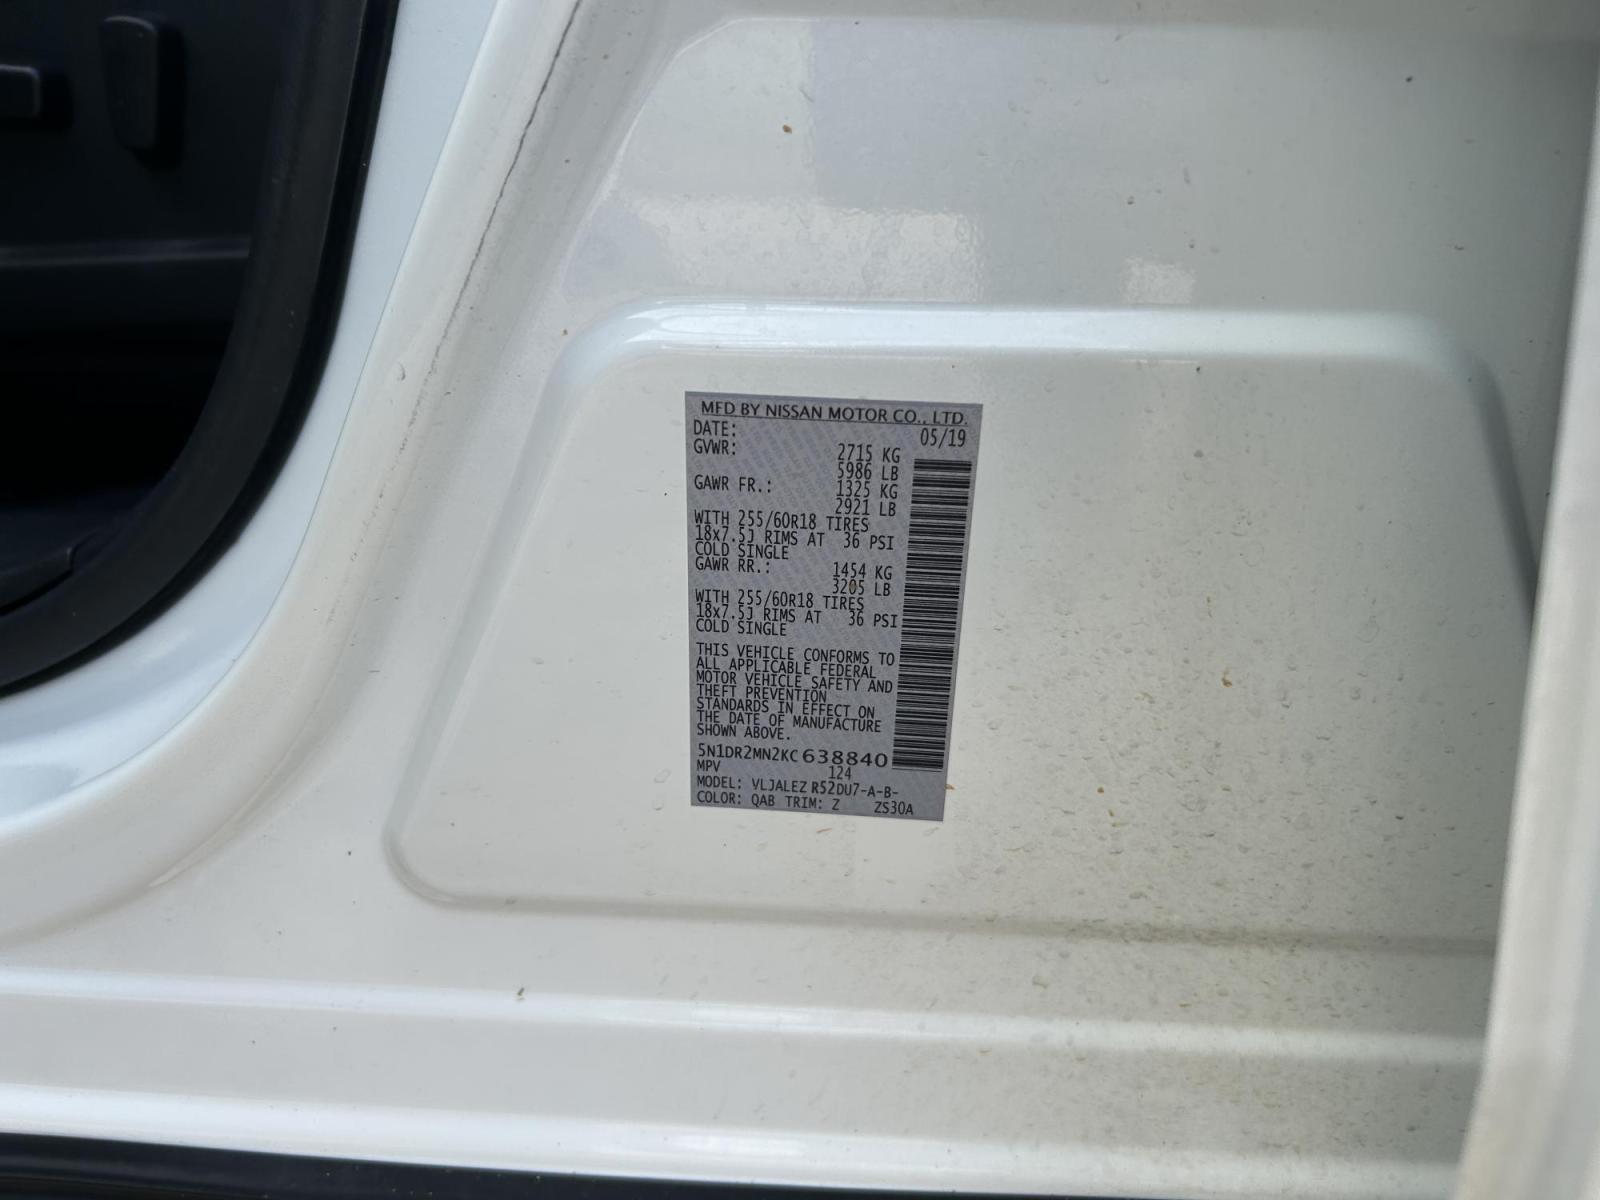 MFD BY NISSAN MOTOR CO., LTD.
DATE: 05/19
GVWR: 2715 KG
5986 LB
GAWR FR.: 1325 KG
2921 LB
WITH 255/60R18 TIRES
18x7.5J RIMS AT 36 PSI
COLD SINGLE
GAWR RR.: 1454 KG
3205 LB
WITH 255/60R18 TIRES
18x7.5J RIMS AT 36 PSI
COLD SINGLE
THIS VEHICLE CONFORMS TO
ALL APPLICABLE FEDERAL
MOTOR VEHICLE SAFETY AND
THEFT PREVENTION
STANDARDS IN EFFECT ON
THE DATE OF MANUFACTURE
SHOWN ABOVE.
5N1DR2MN2KC638840
MPV 124
MODEL: VLJALEZ R52DU7-A-B-
COLOR: QAB TRIM: Z ZS30A